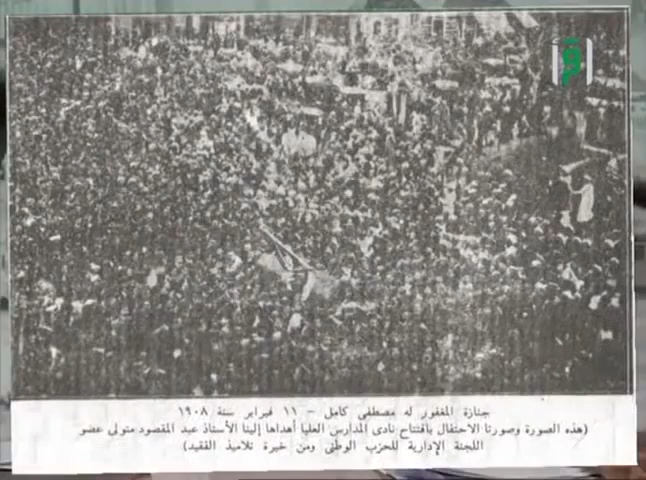 اقرأ
جنازة المغفور له مصطفى كامل - ١١ فبراير سنة ١٩٠٨
(هذه الصورة وصورتا الاحتفال بافتتاح نادى المدارس العليا أهداها إلينا الأستاذ عبد المقصود متولى عضو
اللجنة الإدارية للحزب الوطنى ومن خيرة تلاميذ الفقيد)